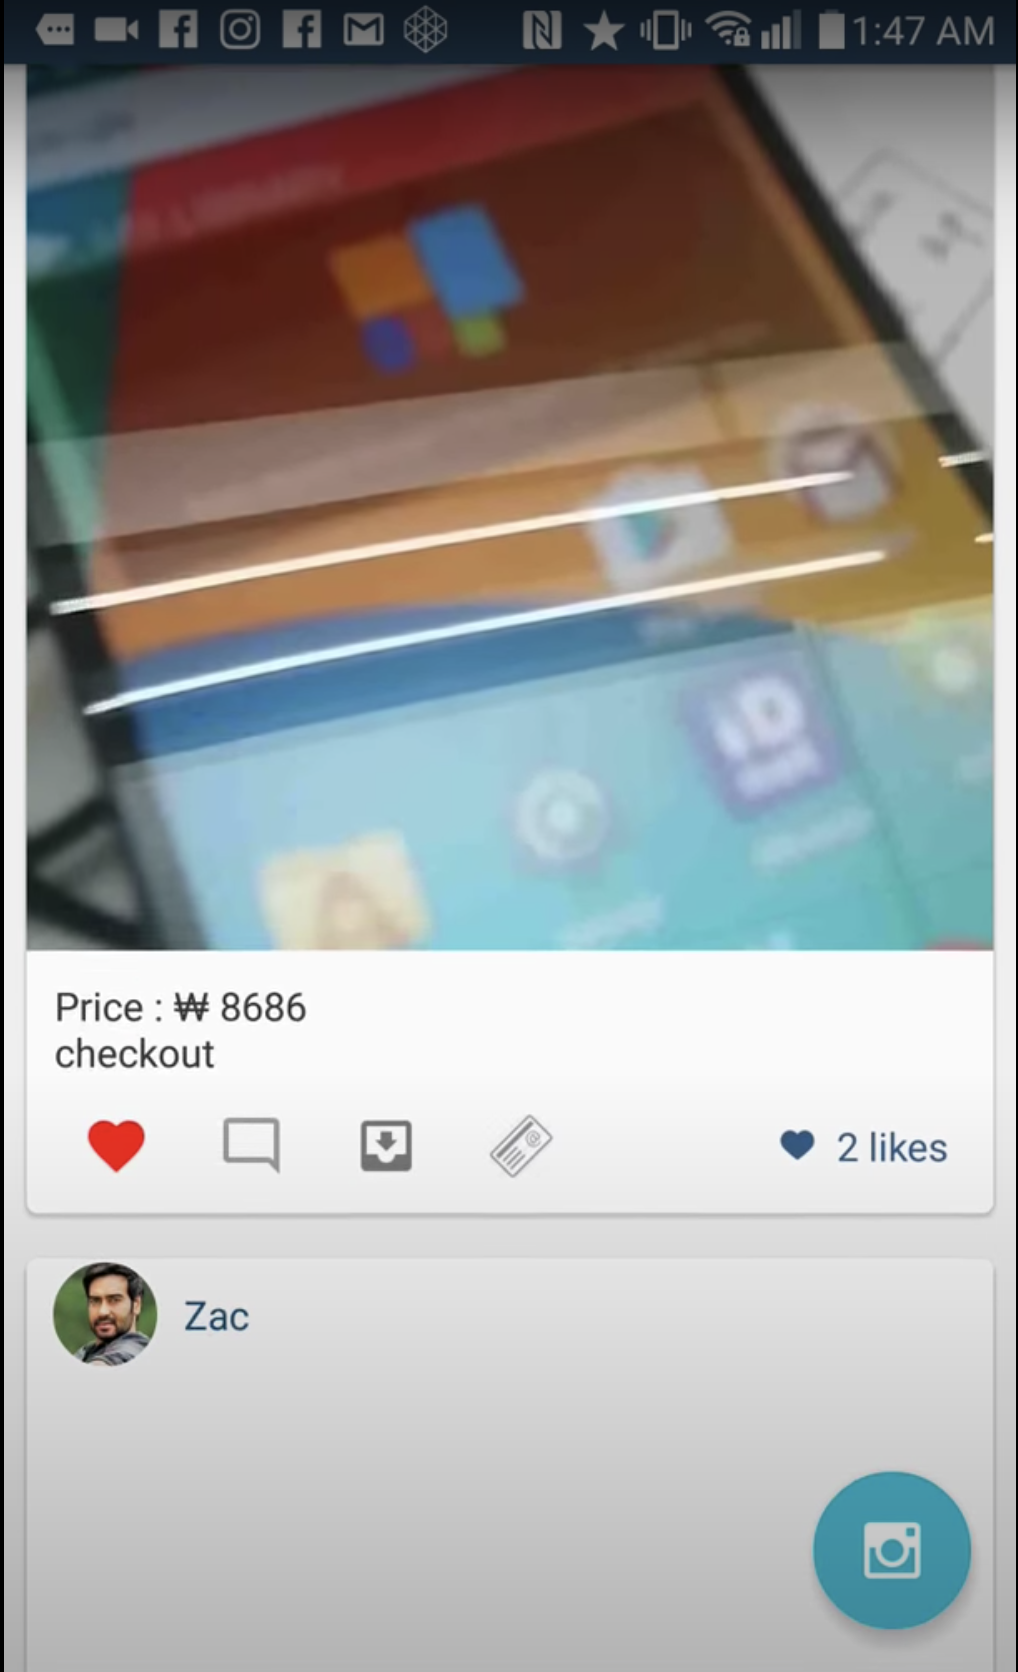 1:47 AM
Price : ₩ 8686
checkout
2 likes
Zac